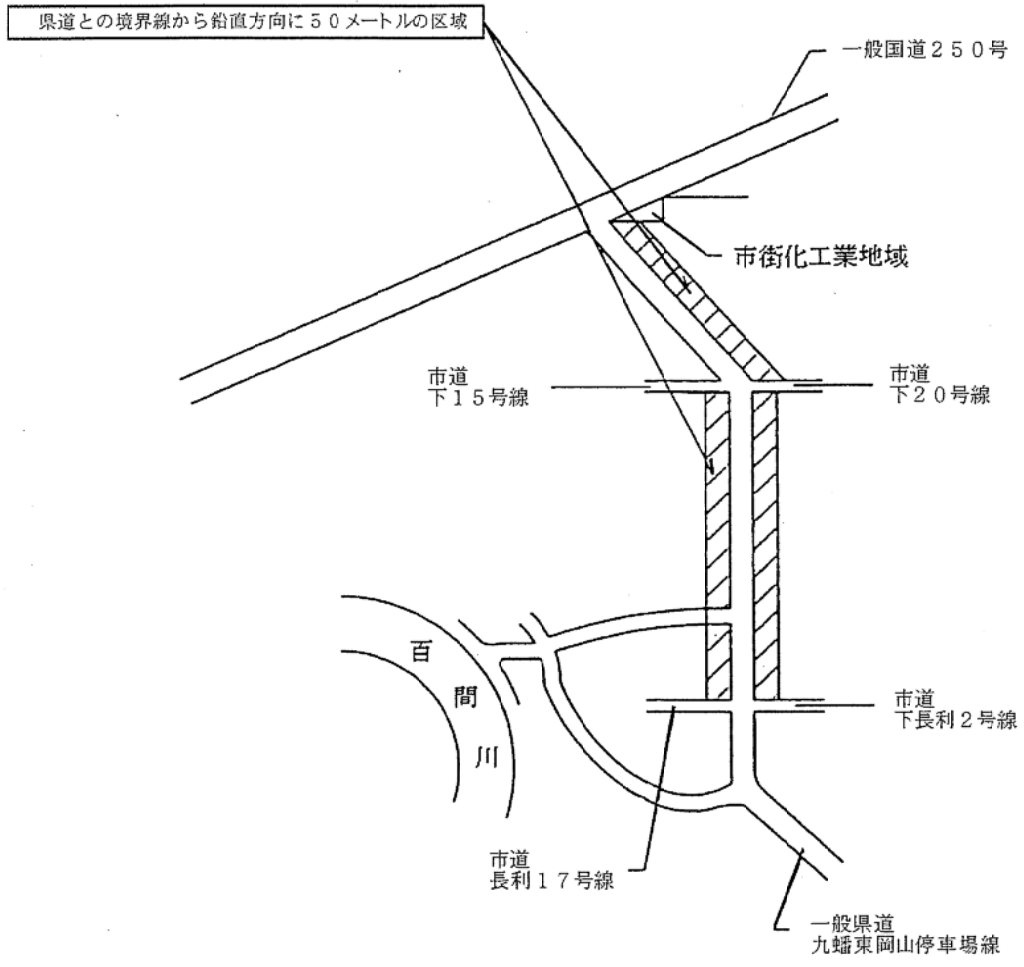 県道との境界線から鉛直方向に50メートルの区域
一般国道250号
市街化工業地域
市道
下15号線
市道
下20号線
百
間
川
市道
下長利2号線
市道
長利17号線
一般県道
九蟠東岡山停車場線